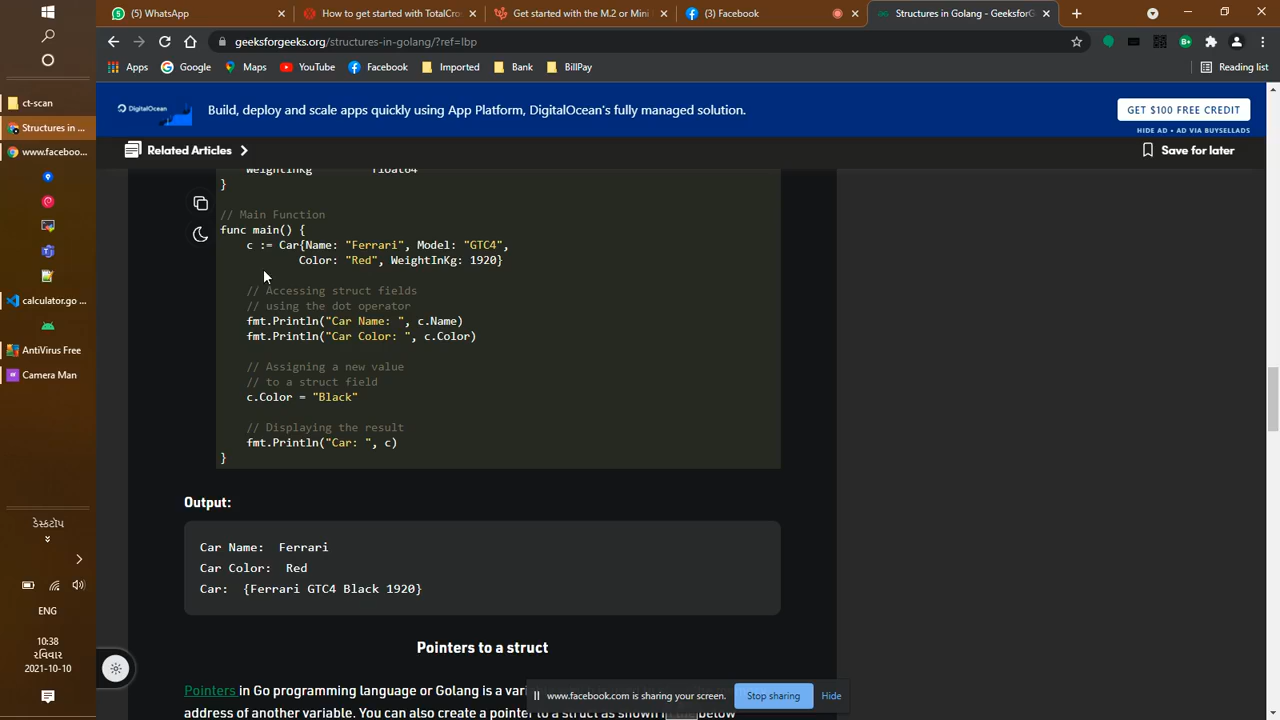 (5) WhatsApp
How to get started with TotalCro
Get started with the M.2 or Mini
(3) Facebook
Structures in Golang - GeeksforG
geeksforgeeks.org/structures-in-golang/?ref=lbp
Apps
Google
Maps
YouTube
Facebook
Imported
Bank
BillPay
Reading list
ct-scan
Structures in ...
www.faceboo...
calculator.go ...
AntiVirus Free
Camera Man
ડેસ્કટોપ
ENG
10:38
રવિવાર
2021-10-10
DigitalOcean
Build, deploy and scale apps quickly using App Platform, DigitalOcean's fully managed solution.
GET $100 FREE CREDIT
HIDE AD • AD VIA BUYSELLADS
Related Articles
Save for later
WeightInKg float64
}
// Main Function
func main() {
c := Car{Name: "Ferrari", Model: "GTC4",
Color: "Red", WeightInKg: 1920}
// Accessing struct fields
// using the dot operator
fmt.Println("Car Name: ", c.Name)
fmt.Println("Car Color: ", c.Color)
// Assigning a new value
// to a struct field
c.Color = "Black"
// Displaying the result
fmt.Println("Car: ", c)
}
Output:
Car Name:  Ferrari
Car Color:  Red
Car:  {Ferrari GTC4 Black 1920}
Pointers to a struct
Pointers in Go programming language or Golang is a vari
address of another variable. You can also create a pointer to a struct as shown in the below
www.facebook.com is sharing your screen.
Stop sharing
Hide